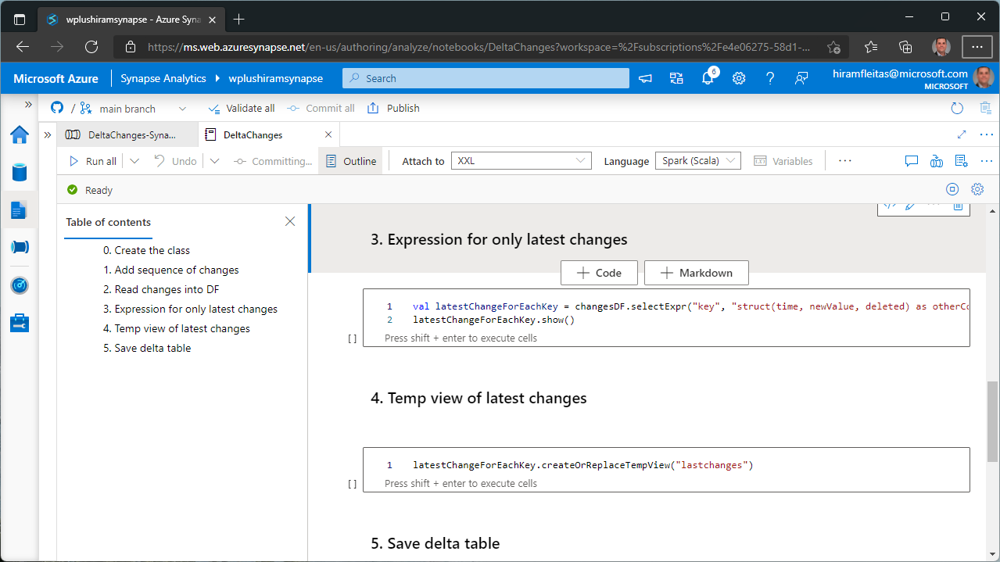 wplushiramsynapse - Azure Syna
https://ms.web.azuresynapse.net/en-us/authoring/analyze/notebooks/DeltaChanges?workspace=%2Fsubscriptions%2Fe4e06275-58d1-...
Microsoft Azure
Synapse Analytics
wplushiramsynapse
Search
6
hiramfleitas@microsoft.com
MICROSOFT
/ main branch
Validate all
Commit all
Publish
DeltaChanges-Syna...
DeltaChanges
Run all
Undo
Committing...
Outline
Attach to
XXL
Language
Spark (Scala)
Variables
Ready
Table of contents
0. Create the class
1. Add sequence of changes
2. Read changes into DF
3. Expression for only latest changes
4. Temp view of latest changes
5. Save delta table
3. Expression for only latest changes
Code
Markdown
1 val latestChangeForEachKey = changesDF.selectExpr("key", "struct(time, newValue, deleted) as otherCo
2 latestChangeForEachKey.show()
[ ]
Press shift + enter to execute cells
4. Temp view of latest changes
1 latestChangeForEachKey.createOrReplaceTempView("lastchanges")
[ ]
Press shift + enter to execute cells
5. Save delta table